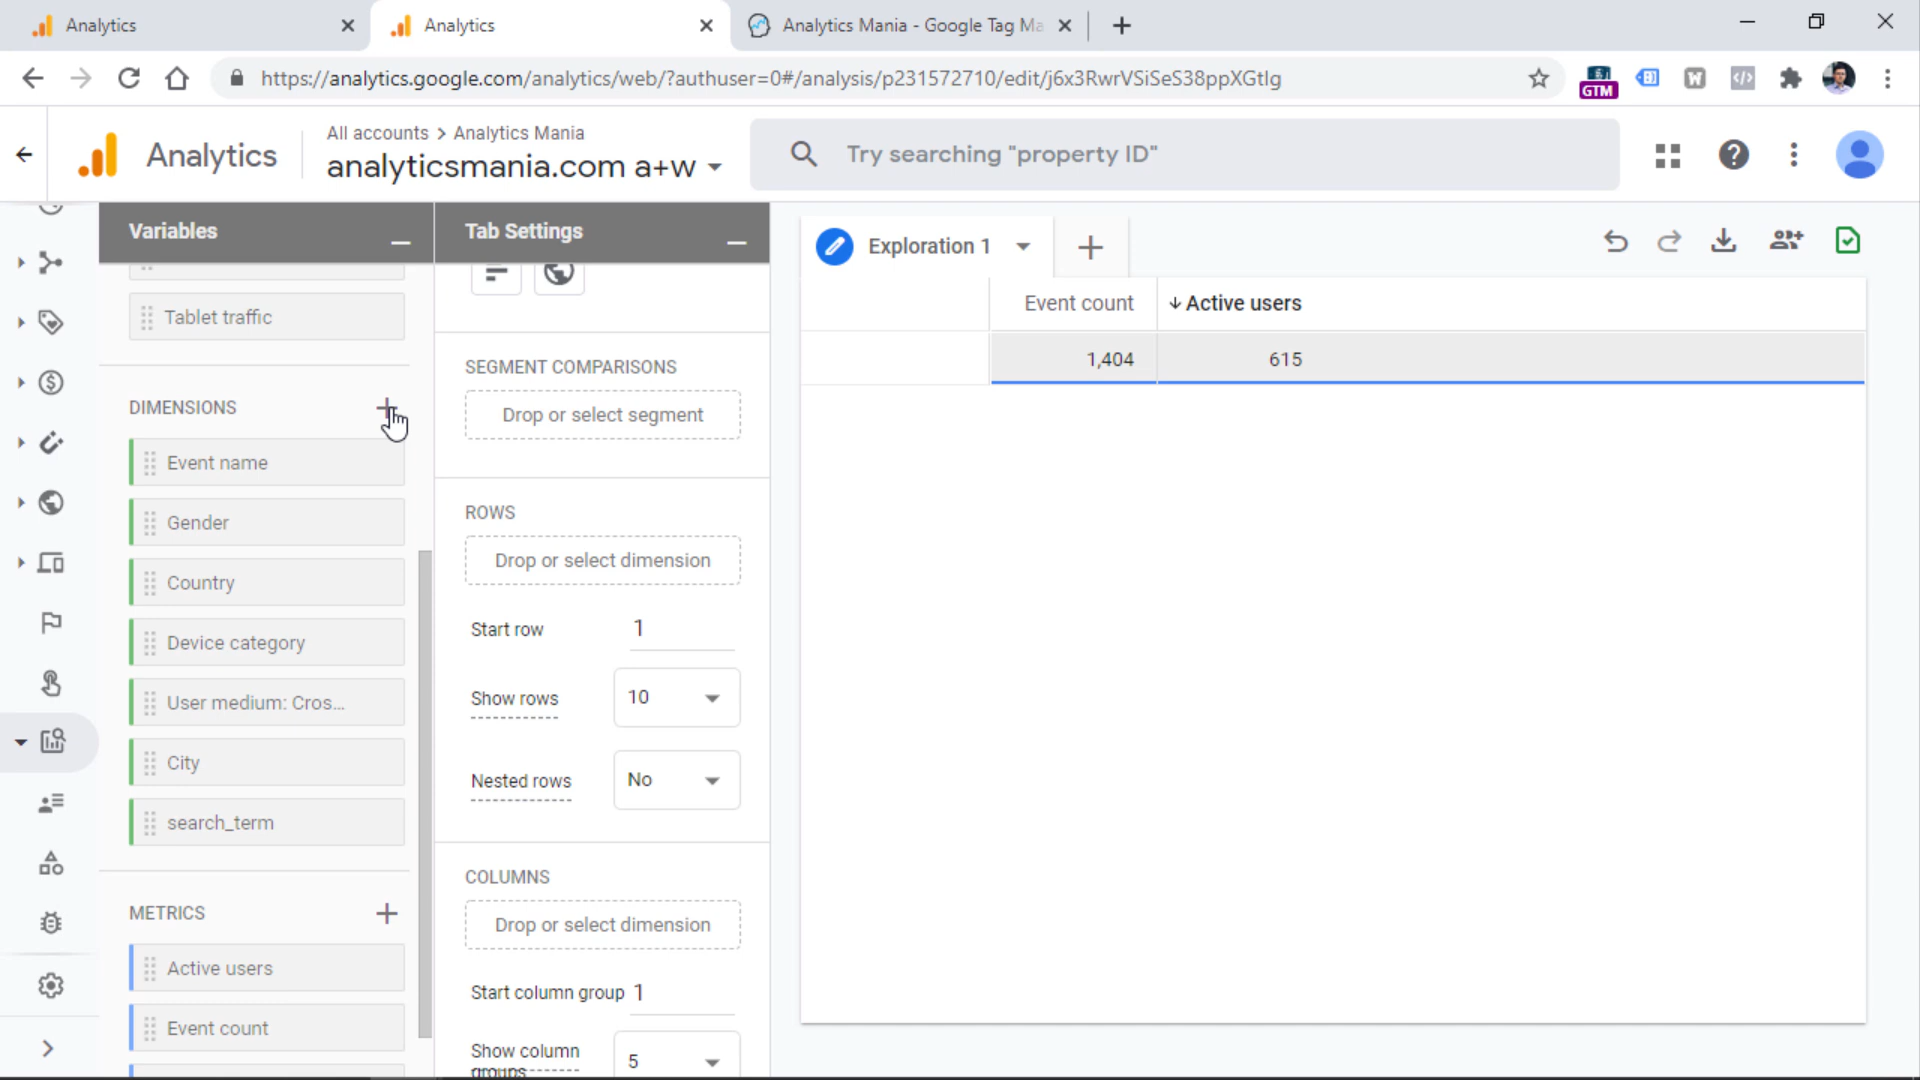 Analytics
Analytics
Analytics Mania - Google Tag Ma
https://analytics.google.com/analytics/web/?authuser=0#/analysis/p231572710/edit/j6x3RwrVSiSeS38ppXGtIg
GTM
W
Analytics
All accounts > Analytics Mania
analyticsmania.com a+w
Try searching "property ID"
Variables
Tablet traffic
DIMENSIONS
Event name
Gender
Country
Device category
User medium: Cros...
City
search_term
METRICS
Active users
Event count
Tab Settings
SEGMENT COMPARISONS
Drop or select segment
ROWS
Drop or select dimension
Start row 1
Show rows 10
Nested rows No
COLUMNS
Drop or select dimension
Start column group 1
Show column
groups
5
Exploration 1
Event count Active users
1,404 615